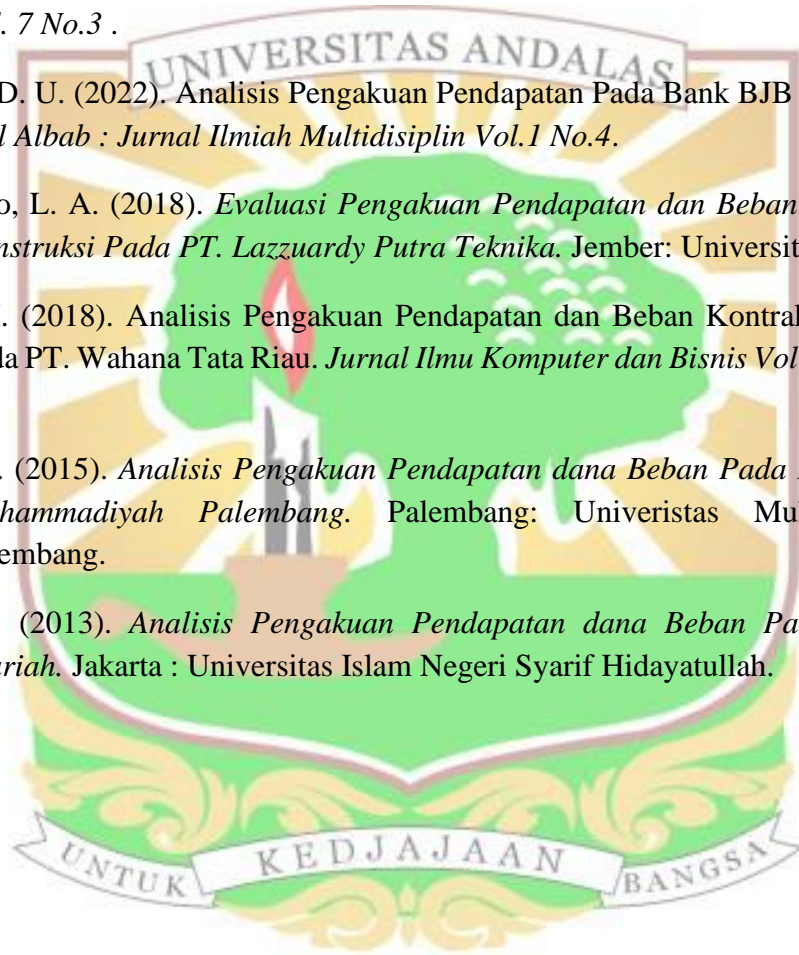 . 7 No.3 .
UNIVERSITAS ANDALAS
D. U. (2022). Analisis Pengakuan Pendapatan Pada Bank BJB
l Albab : Jurnal Ilmiah Multidisiplin Vol.1 No.4.
o, L. A. (2018). Evaluasi Pengakuan Pendapatan dan Beban
nstruksi Pada PT. Lazzuardy Putra Teknika. Jember: Universit
. (2018). Analisis Pengakuan Pendapatan dan Beban Kontral
da PT. Wahana Tata Riau. Jurnal Ilmu Komputer dan Bisnis Vol
. (2015). Analisis Pengakuan Pendapatan dana Beban Pada
hammadiyah Palembang. Palembang: Univeristas Mu
embang.
(2013). Analisis Pengakuan Pendapatan dana Beban Pa
ariah. Jakarta : Universitas Islam Negeri Syarif Hidayatullah.
UNTUK KEDJAJAAN BANGSA